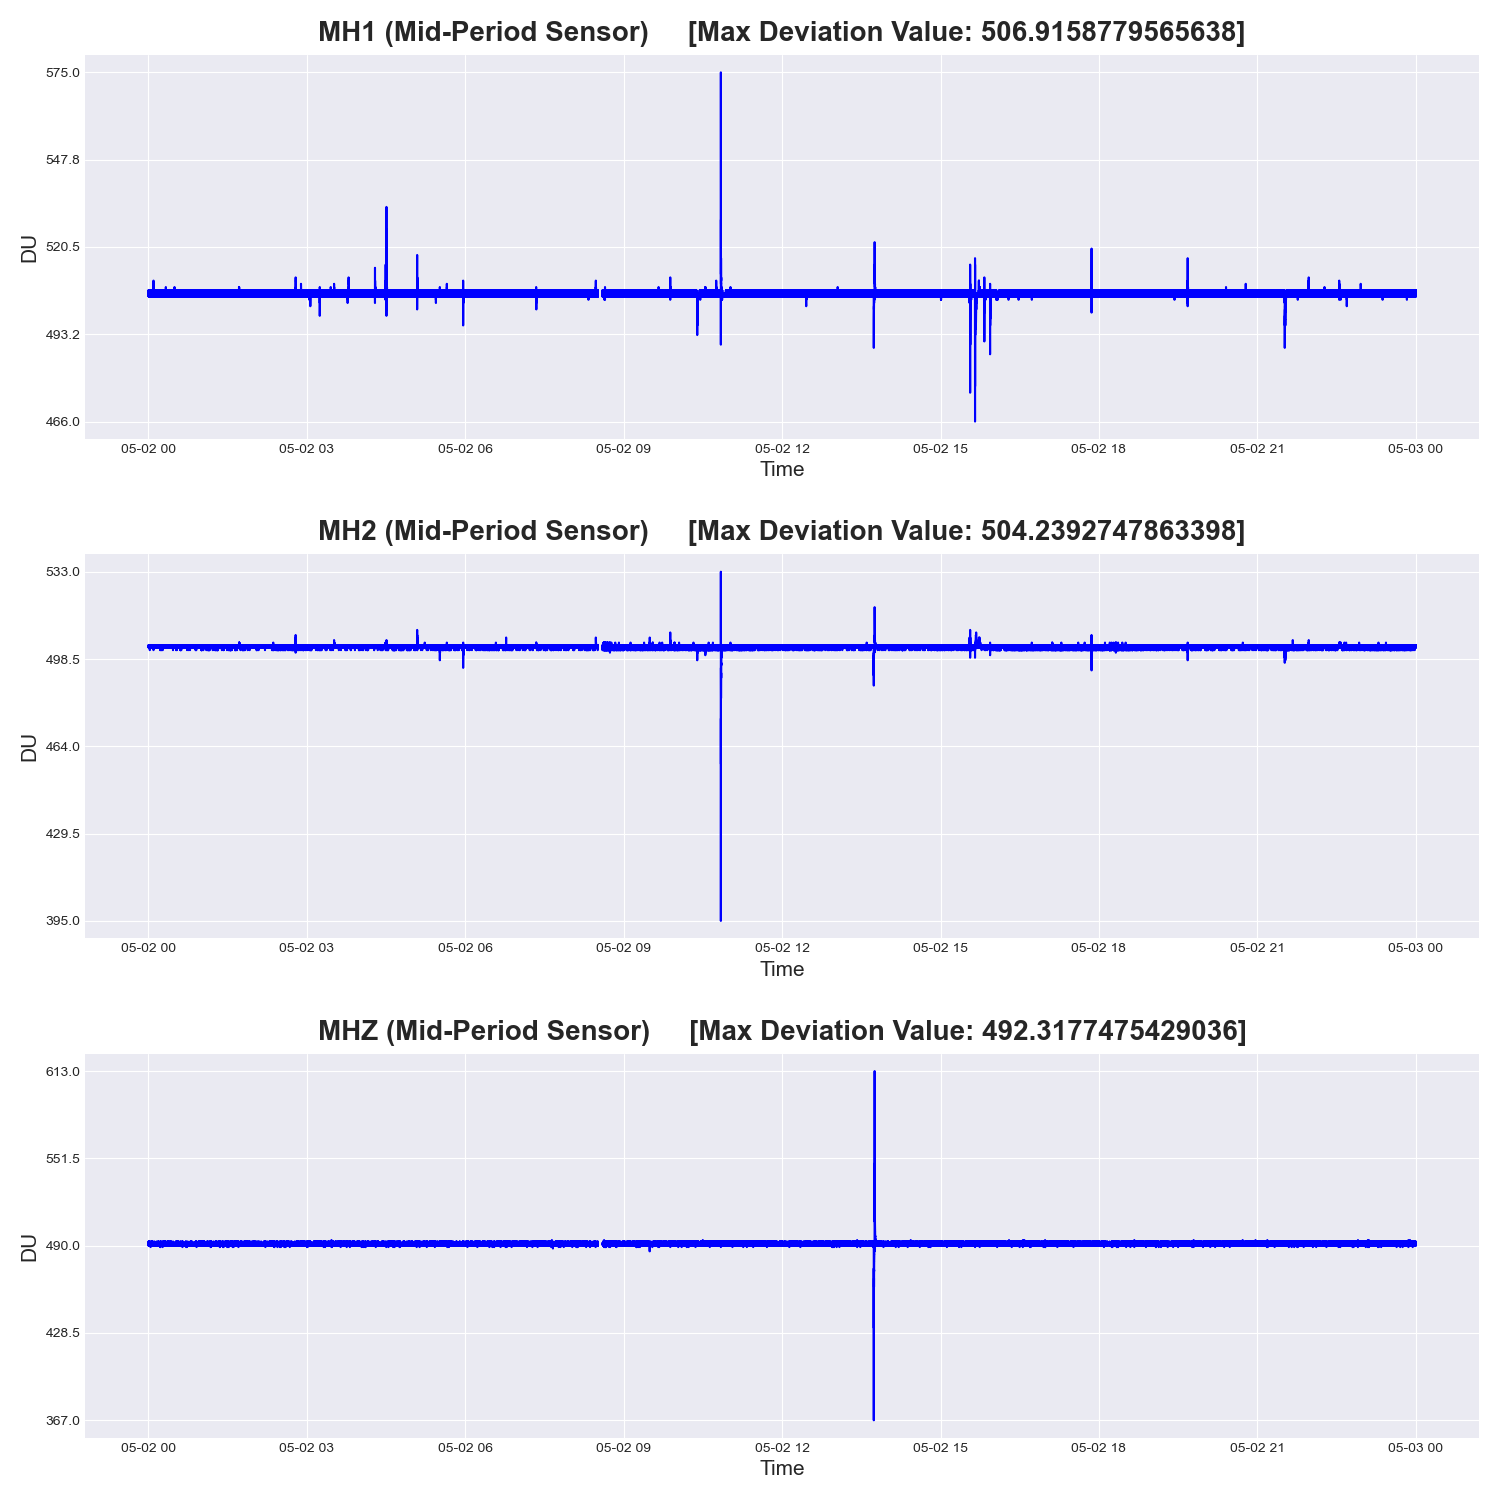 MH1 (Mid-Period Sensor) [Max Deviation Value: 506.9158779565638]
575.0
547.8
520.5
493.2
466.0
DU
05-02 00 05-02 03 05-02 06 05-02 09 05-02 12 05-02 15 05-02 18 05-02 21 05-03 00
Time
MH2 (Mid-Period Sensor) [Max Deviation Value: 504.2392747863398]
533.0
498.5
464.0
429.5
395.0
DU
05-02 00 05-02 03 05-02 06 05-02 09 05-02 12 05-02 15 05-02 18 05-02 21 05-03 00
Time
MHZ (Mid-Period Sensor) [Max Deviation Value: 492.3177475429036]
613.0
551.5
490.0
428.5
367.0
DU
05-02 00 05-02 03 05-02 06 05-02 09 05-02 12 05-02 15 05-02 18 05-02 21 05-03 00
Time